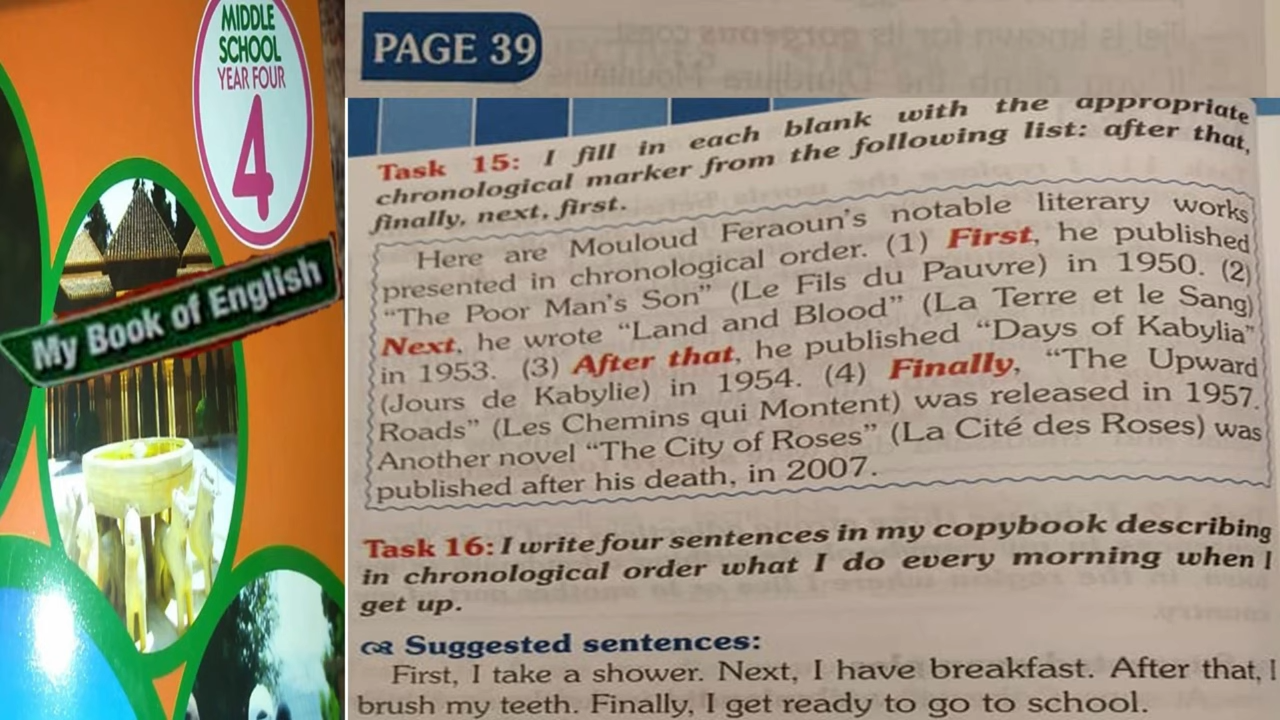 MIDDLE
SCHOOL
YEAR FOUR
4
My Book of English
PAGE 39
Task 15: I fill in each blank with the appropriate
chronological marker from the following list: after that,
finally, next, first.
Here are Mouloud Feraoun's notable literary works
presented in chronological order. (1) First, he published
“The Poor Man's Son” (Le Fils du Pauvre) in 1950. (2)
Next, he wrote “Land and Blood” (La Terre et le Sang)
in 1953. (3) After that, he published “Days of Kabylia”
(Jours de Kabylie) in 1954. (4) Finally, “The Upward
Roads” (Les Chemins qui Montent) was released in 1957.
Another novel “The City of Roses” (La Cité des Roses) was
published after his death, in 2007.
Task 16: I write four sentences in my copybook describing
in chronological order what I do every morning when I
get up.
Suggested sentences:
First, I take a shower. Next, I have breakfast. After that, I
brush my teeth. Finally, I get ready to go to school.